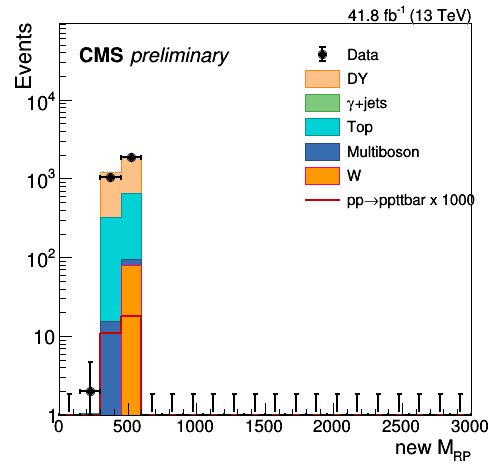 41.8 fb⁻¹ (13 TeV)
Events
CMS preliminary
Data
DY
γ+jets
Top
Multiboson
W
pp→ppttbar x 1000
10⁴
10³
10²
10
1
0 500 1000 1500 2000 2500 3000
new M_RP